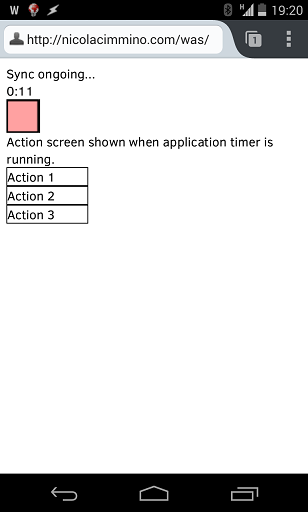 W H 19:20
http://nicolacimmino.com/was/ 1
Sync ongoing...
0:11
Action screen shown when application timer is
running.
Action 1
Action 2
Action 3